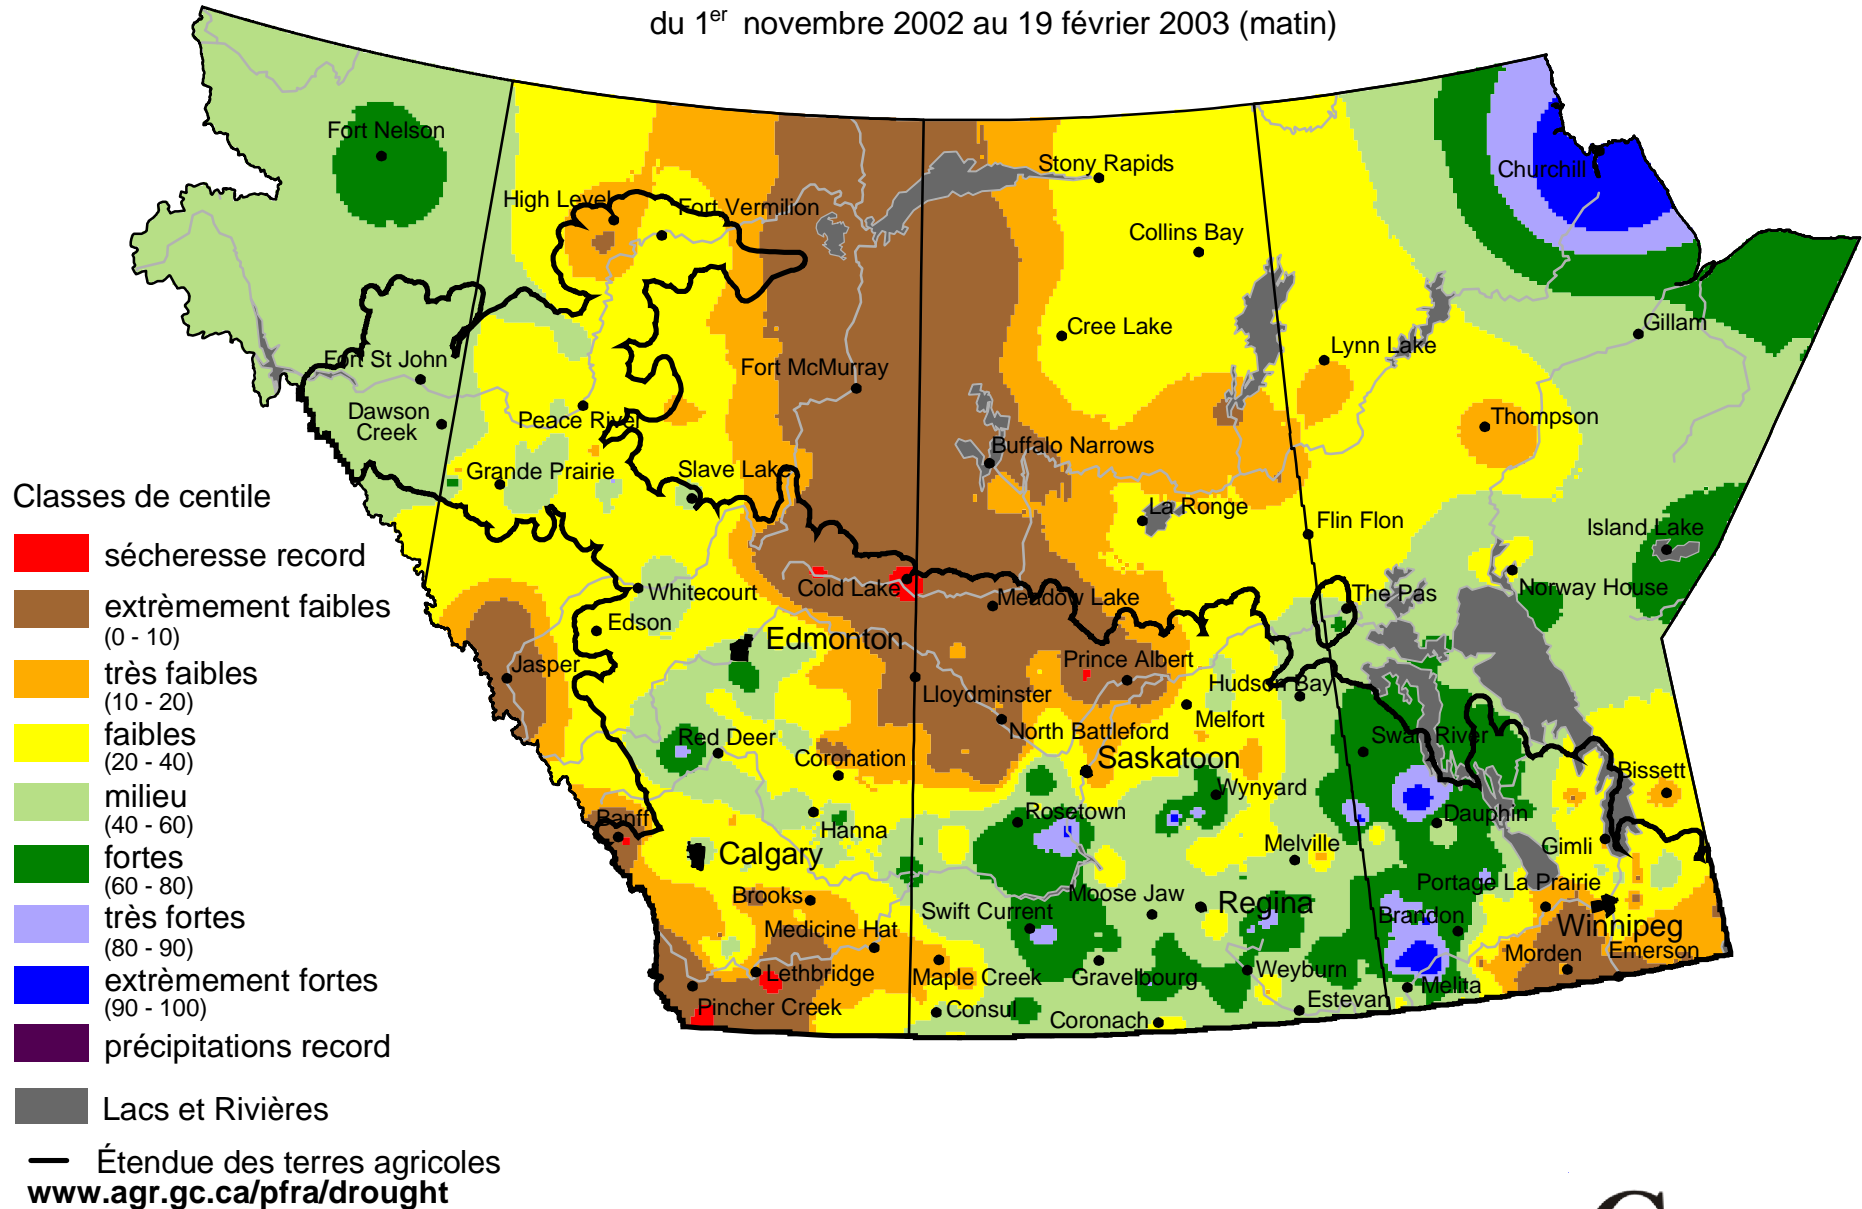 du 1er novembre 2002 au 19 février 2003 (matin)
Fort Nelson
Churchill
Stony Rapids
High Level
Fort Vermilion
Collins Bay
Cree Lake
Gillam
Lynn Lake
Fort St John
Fort McMurray
Dawson
Creek
Peace River
Thompson
Buffalo Narrows
Grande Prairie
Slave Lake
La Ronge
Flin Flon
Island Lake
Whitecourt
Cold Lake
Meadow Lake
The Pas
Norway House
Edson
Edmonton
Jasper
Prince Albert
Lloydminster
Hudson Bay
Melfort
North Battleford
Red Deer
Swan River
Coronation
Saskatoon
Bissett
Wynyard
Banff
Hanna
Rosetown
Dauphin
Calgary
Melville
Gimli
Brooks
Moose Jaw
Portage La Prairie
Swift Current
Regina
Brandon
Winnipeg
Medicine Hat
Morden
Emerson
Lethbridge
Maple Creek
Gravelbourg
Weyburn
Melita
Pincher Creek
Consul
Coronach
Estevan
Classes de centile
sécheresse record
extrèmement faibles
(0 - 10)
très faibles
(10 - 20)
faibles
(20 - 40)
milieu
(40 - 60)
fortes
(60 - 80)
très fortes
(80 - 90)
extrèmement fortes
(90 - 100)
précipitations record
Lacs et Rivières
Étendue des terres agricoles
www.agr.gc.ca/pfra/drought